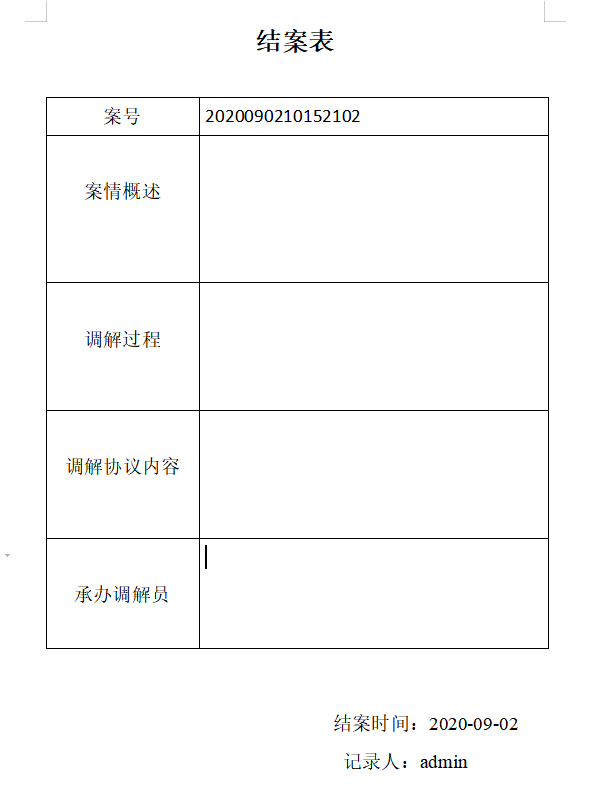 结案表
案号 2020090210152102
案情概述
调解过程
调解协议内容
承办调解员
结案时间：2020-09-02
记录人：admin